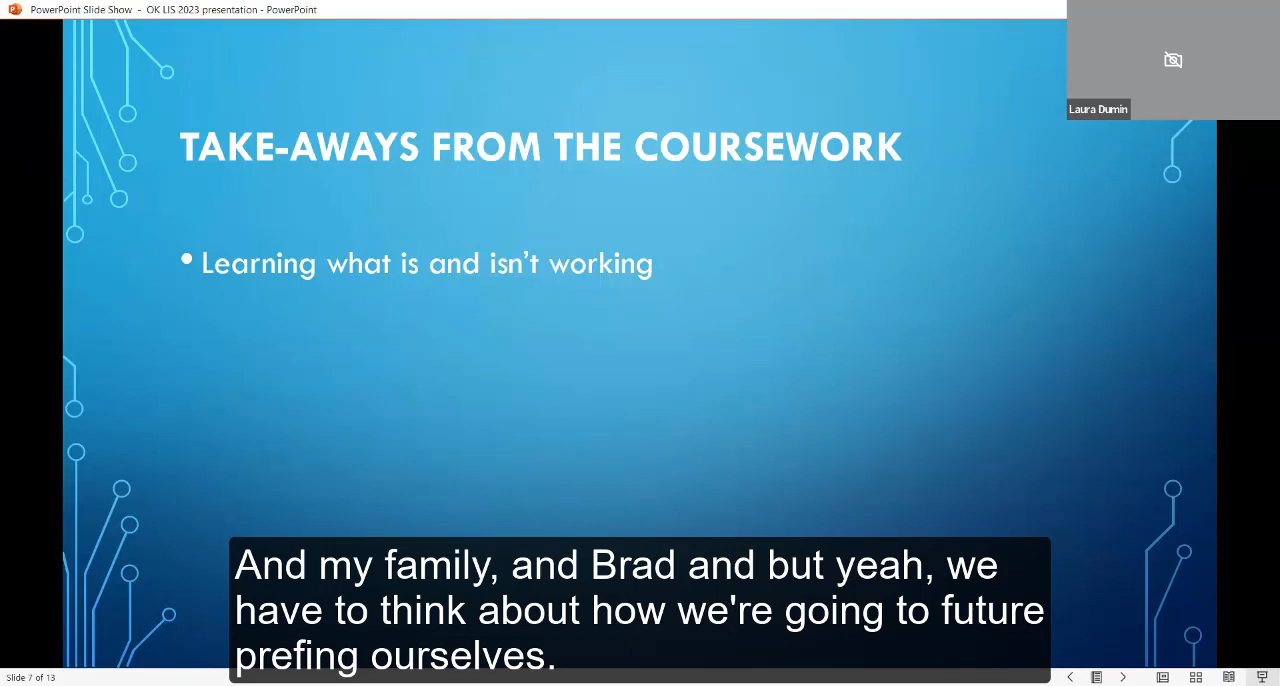 PowerPoint Slide Show - OK LIS 2023 presentation - PowerPoint
Laura Dumin
TAKE-AWAYS FROM THE COURSEWORK
• Learning what is and isn't working
And my family, and Brad and but yeah, we
have to think about how we're going to future
prefing ourselves.
Slide 7 of 13